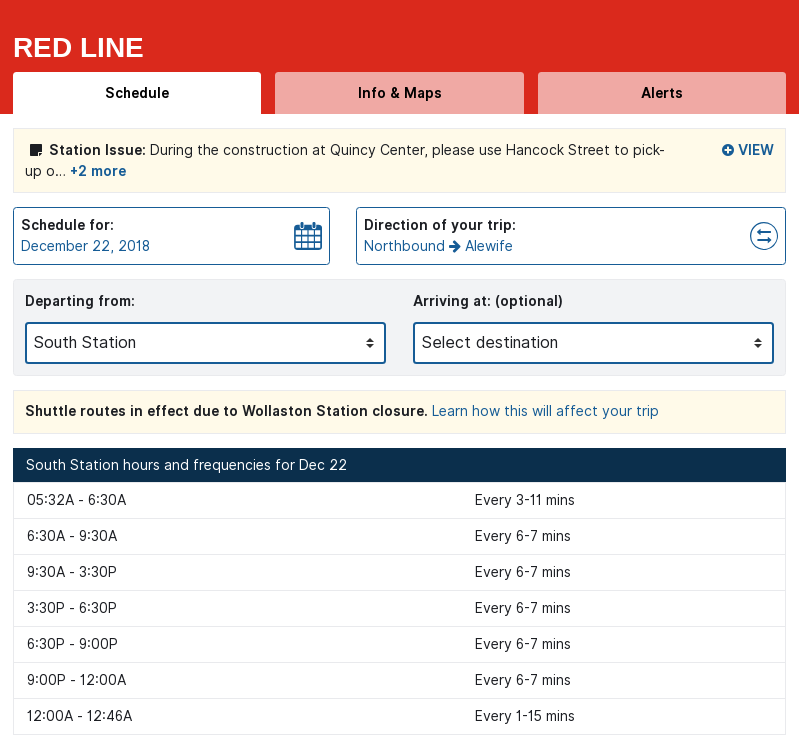 RED LINE
Schedule Info & Maps Alerts
Station Issue: During the construction at Quincy Center, please use Hancock Street to pick- VIEW
up o... +2 more
Schedule for: Direction of your trip:
December 22, 2018 Northbound Alewife
Departing from: Arriving at: (optional)
South Station Select destination
Shuttle routes in effect due to Wollaston Station closure. Learn how this will affect your trip
South Station hours and frequencies for Dec 22
05:32A - 6:30A Every 3-11 mins
6:30A - 9:30A Every 6-7 mins
9:30A - 3:30P Every 6-7 mins
3:30P - 6:30P Every 6-7 mins
6:30P - 9:00P Every 6-7 mins
9:00P - 12:00A Every 6-7 mins
12:00A - 12:46A Every 1-15 mins